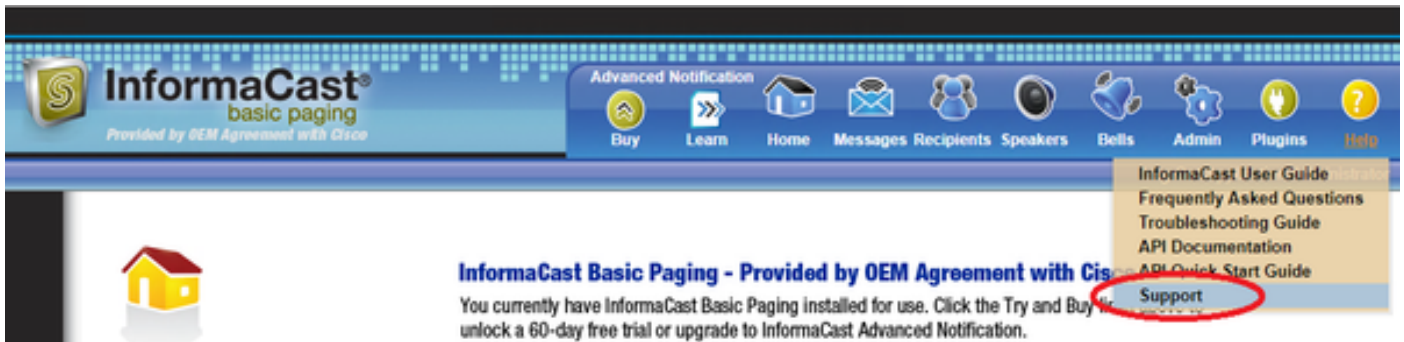 InformaCast®
basic paging
Provided by OEM Agreement with Cisco
Advanced Notification
Buy
Learn
Home
Messages
Recipients
Speakers
Bells
Admin
Plugins
Help
InformaCast User Guide
Frequently Asked Questions
Troubleshooting Guide
API Documentation
API Quick Start Guide
Support
InformaCast Basic Paging - Provided by OEM Agreement with Cisco
You currently have InformaCast Basic Paging installed for use. Click the Try and Buy
unlock a 60-day free trial or upgrade to InformaCast Advanced Notification.